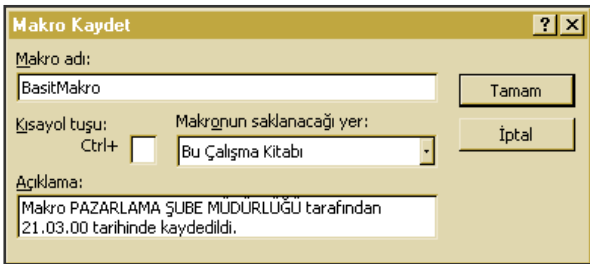 Makro Kaydet
Makro adı:
BasitMakro
Tamam
Kısayol tuşu:
Makronun saklanacağı yer:
Ctrl+
Bu Çalışma Kitabı
İptal
Açıklama:
Makro PAZARLAMA ŞUBE MÜDÜRLÜĞÜ tarafından
21.03.00 tarihinde kaydedildi.